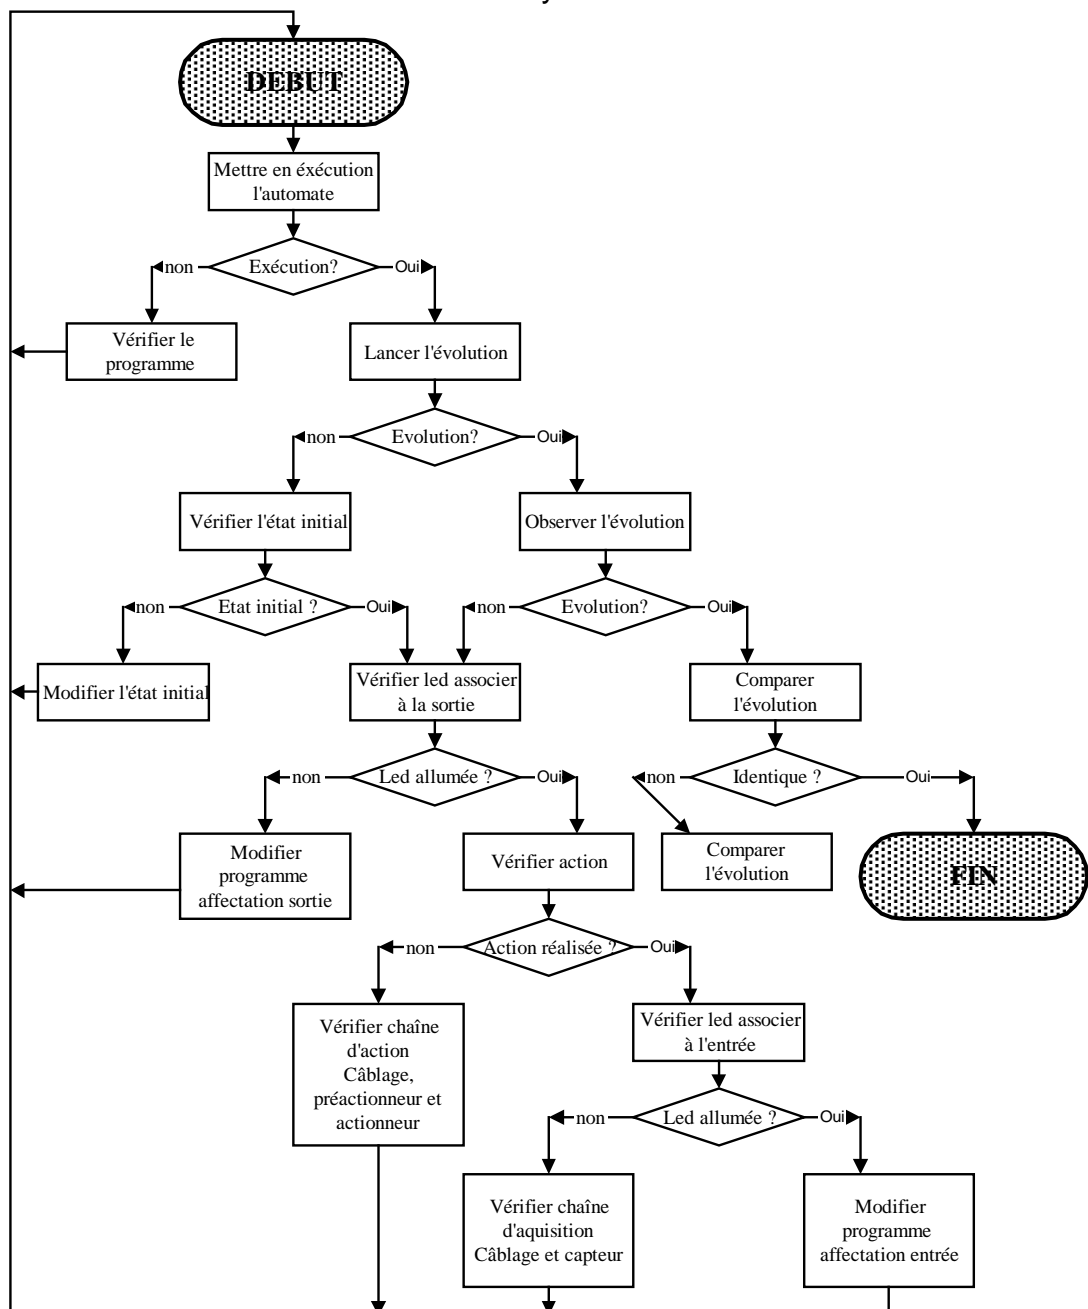 y
DEBUT
Mettre en éxécution
l'automate
non
Exécution?
Oui
Vérifier le
programme
Lancer l'évolution
non
Evolution?
Oui
Vérifier l'état initial
Observer l'évolution
non
Etat initial ?
Oui
non
Evolution?
Oui
Modifier l'état initial
Vérifier led associer
à la sortie
Comparer
l'évolution
non
Led allumée ?
Oui
non
Identique ?
Oui
Modifier
programme
affectation sortie
Vérifier action
Comparer
l'évolution
FIN
non
Action réalisée ?
Oui
Vérifier chaîne
d'action
Câblage,
préactionneur et
actionneur
Vérifier led associer
à l'entrée
non
Led allumée ?
Oui
Vérifier chaîne
d'aquisition
Câblage et capteur
Modifier
programme
affectation entrée